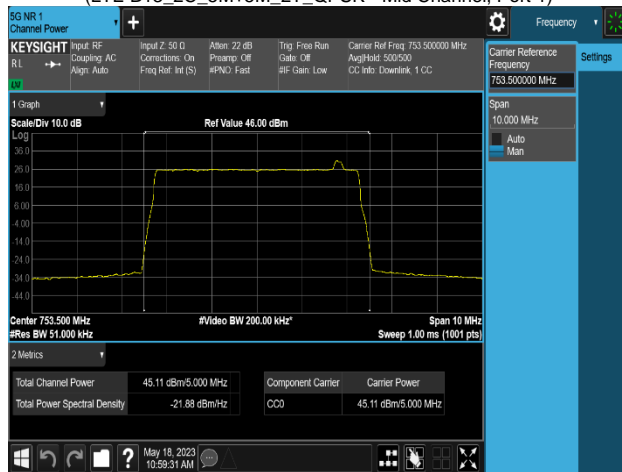 5G NR 1
Channel Power
Frequency
KEYSIGHT
R L
Input: RF
Coupling: AC
Align: Auto
Input Z: 50 Ω
Corrections: On
Freq Ref: Int (S)
Atten: 22 dB
Preamp: Off
#PNO: Fast
Trig: Free Run
Gate: Off
#IF Gain: Low
Carrier Ref Freq: 753.500000 MHz
Avg|Hold: 500/500
CC Info: Downlink, 1 CC
Carrier Reference
Frequency
753.500000 MHz
Settings
Span
10.000 MHz
Auto
Man
1 Graph
Scale/Div 10.0 dB
Ref Value 46.00 dBm
Log
36.0
26.0
16.0
6.00
-4.00
-14.0
-24.0
-34.0
-44.0
Center 753.500 MHz
#Video BW 200.00 kHz*
Span 10 MHz
#Res BW 51.000 kHz
Sweep 1.00 ms (1001 pts)
2 Metrics
Total Channel Power
45.11 dBm/5.000 MHz
Total Power Spectral Density
-21.88 dBm/Hz
Component Carrier
Carrier Power
CC0
45.11 dBm/5.000 MHz
?
May 18, 2023
10:59:31 AM